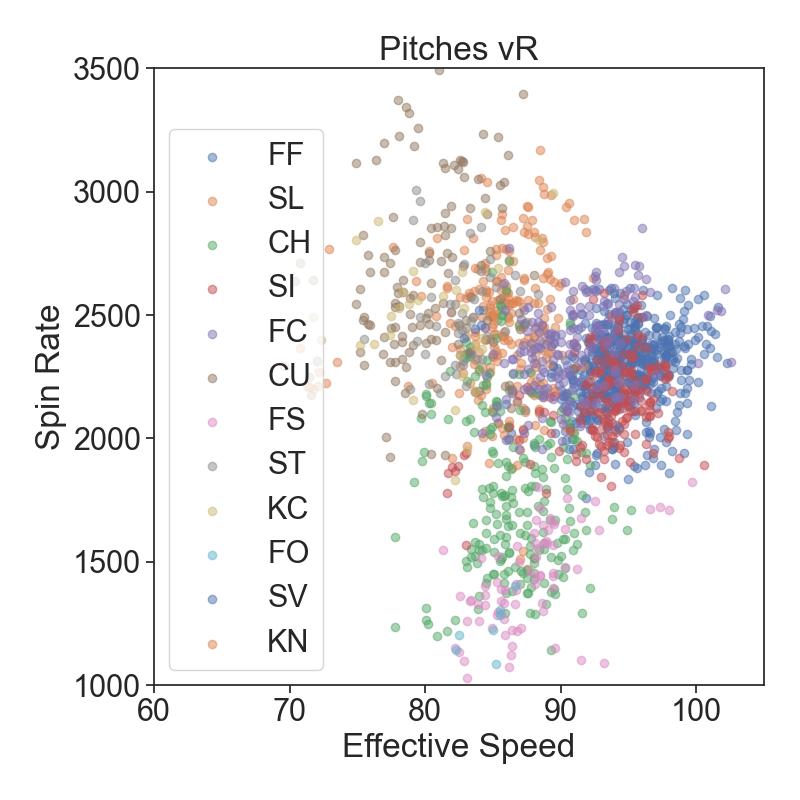 Pitches vR
3500
3000
2500
2000
1500
1000
Spin Rate
FF
SL
CH
SI
FC
CU
FS
ST
KC
FO
SV
KN
60
70
80
90
100
Effective Speed